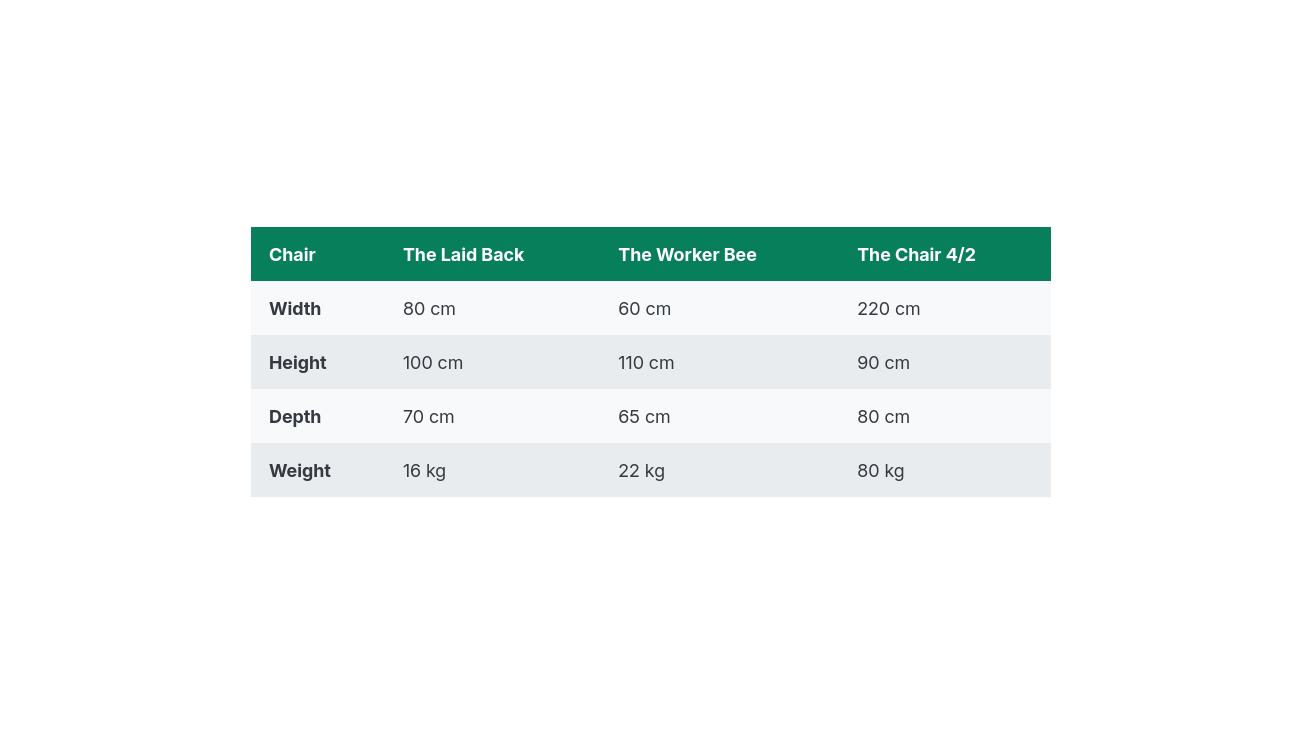 Chair The Laid Back The Worker Bee The Chair 4/2
Width 80 cm 60 cm 220 cm
Height 100 cm 110 cm 90 cm
Depth 70 cm 65 cm 80 cm
Weight 16 kg 22 kg 80 kg